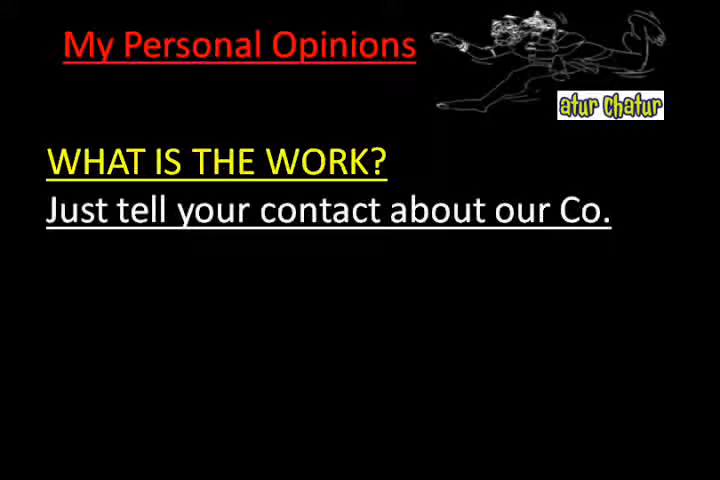 My Personal Opinions
atur Chatur
WHAT IS THE WORK?
Just tell your contact about our Co.